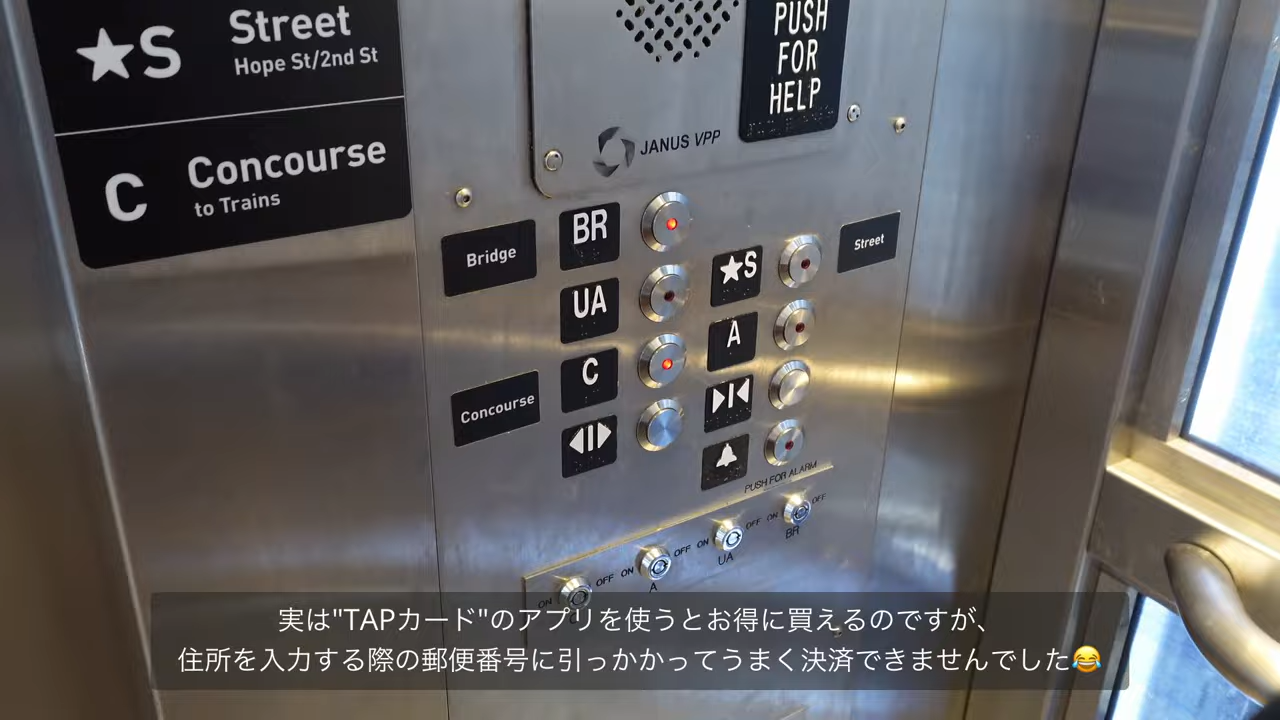 ★S Street
Hope St/2nd St
C Concourse
to Trains
PUSH
FOR
HELP
JANUS VPP
Bridge
BR
★S
Street
UA
A
Concourse
C
PUSH FOR ALARM
ON OFF
ON OFF
A
ON OFF
UA
ON OFF
BR
実は"TAPカード"のアプリを使うとお得に買えるのですが、
住所を入力する際の郵便番号に引っかかってうまく決済できませんでした😂